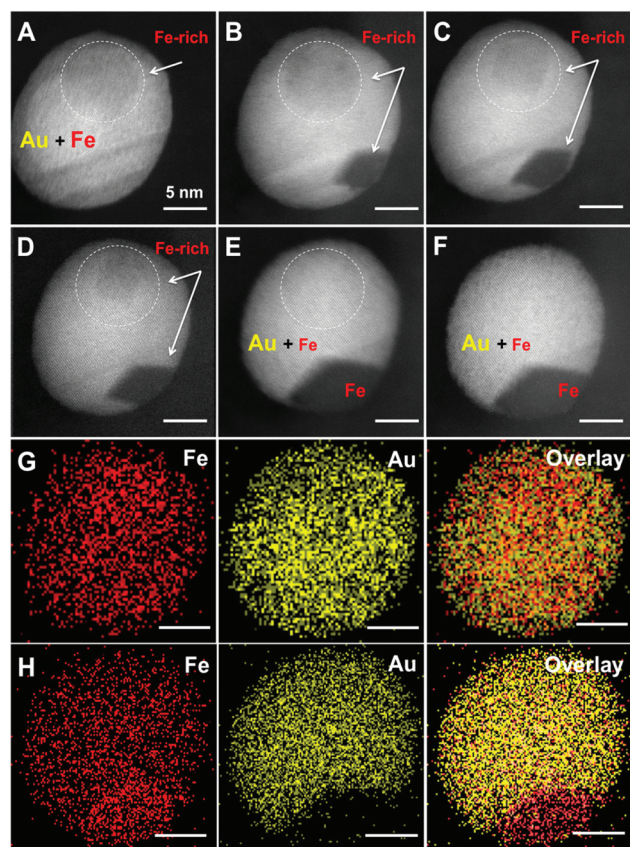 A
Fe-rich
Au + Fe
5 nm
B
Fe-rich
C
Fe-rich
D
Fe-rich
E
Au + Fe
Fe
F
Au + Fe
Fe
G
Fe
Au
Overlay
H
Fe
Au
Overlay